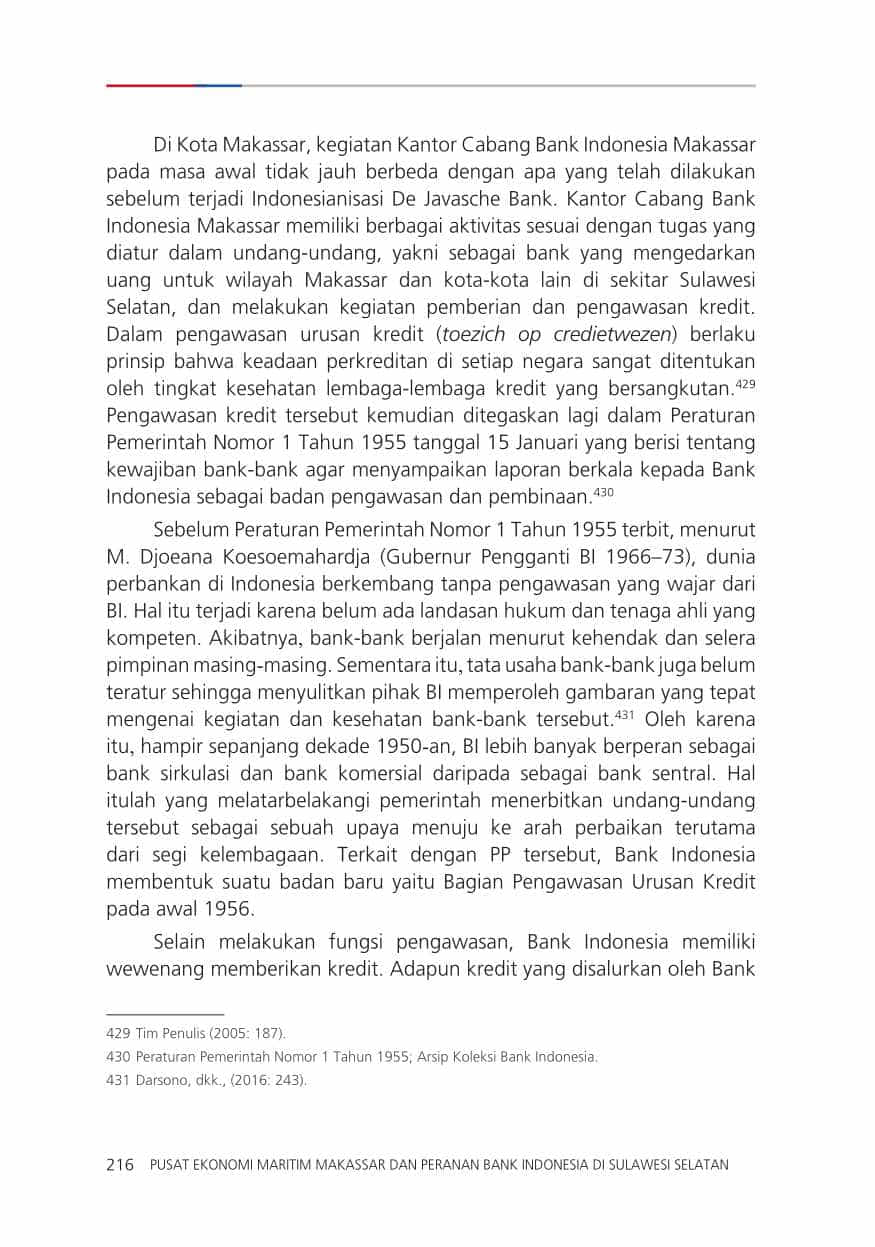 Di Kota Makassar, kegiatan Kantor Cabang Bank Indonesia Makassar
pada masa awal tidak jauh berbeda dengan apa yang telah dilakukan
sebelum terjadi Indonesianisasi De Javasche Bank. Kantor Cabang Bank
Indonesia Makassar memiliki berbagai aktivitas sesuai dengan tugas yang
diatur dalam undang-undang, yakni sebagai bank yang mengedarkan
uang untuk wilayah Makassar dan kota-kota lain di sekitar Sulawesi
Selatan, dan melakukan kegiatan pemberian dan pengawasan kredit.
Dalam pengawasan urusan kredit (toezich op credietwezen) berlaku
prinsip bahwa keadaan perkreditan di setiap negara sangat ditentukan
oleh tingkat kesehatan lembaga-lembaga kredit yang bersangkutan.429
Pengawasan kredit tersebut kemudian ditegaskan lagi dalam Peraturan
Pemerintah Nomor 1 Tahun 1955 tanggal 15 Januari yang berisi tentang
kewajiban bank-bank agar menyampaikan laporan berkala kepada Bank
Indonesia sebagai badan pengawasan dan pembinaan.430
Sebelum Peraturan Pemerintah Nomor 1 Tahun 1955 terbit, menurut
M. Djoeana Koesoemahardja (Gubernur Pengganti BI 1966–73), dunia
perbankan di Indonesia berkembang tanpa pengawasan yang wajar dari
BI. Hal itu terjadi karena belum ada landasan hukum dan tenaga ahli yang
kompeten. Akibatnya, bank-bank berjalan menurut kehendak dan selera
pimpinan masing-masing. Sementara itu, tata usaha bank-bank juga belum
teratur sehingga menyulitkan pihak BI memperoleh gambaran yang tepat
mengenai kegiatan dan kesehatan bank-bank tersebut.431 Oleh karena
itu, hampir sepanjang dekade 1950-an, BI lebih banyak berperan sebagai
bank sirkulasi dan bank komersial daripada sebagai bank sentral. Hal
itulah yang melatarbelakangi pemerintah menerbitkan undang-undang
tersebut sebagai sebuah upaya menuju ke arah perbaikan terutama
dari segi kelembagaan. Terkait dengan PP tersebut, Bank Indonesia
membentuk suatu badan baru yaitu Bagian Pengawasan Urusan Kredit
pada awal 1956.
Selain melakukan fungsi pengawasan, Bank Indonesia memiliki
wewenang memberikan kredit. Adapun kredit yang disalurkan oleh Bank
429 Tim Penulis (2005: 187).
430 Peraturan Pemerintah Nomor 1 Tahun 1955; Arsip Koleksi Bank Indonesia.
431 Darsono, dkk., (2016: 243).
216 PUSAT EKONOMI MARITIM MAKASSAR DAN PERANAN BANK INDONESIA DI SULAWESI SELATAN